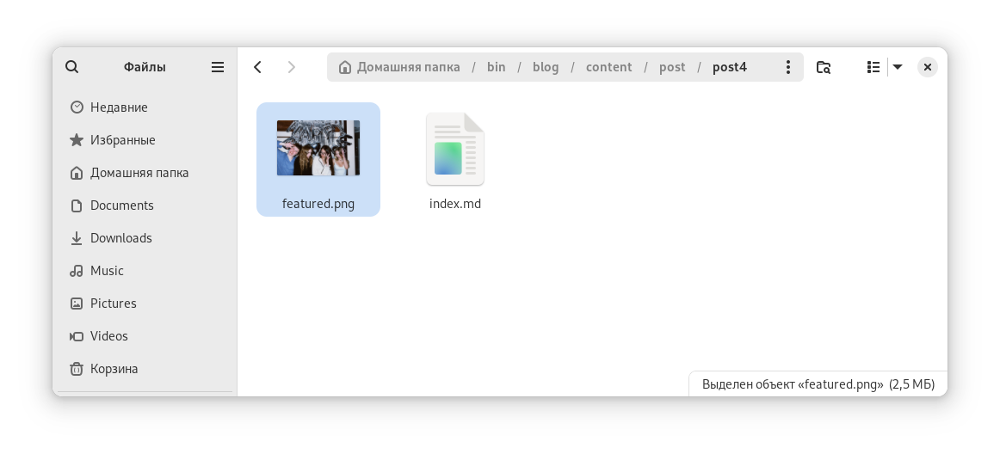 Файлы
Домашняя папка / bin / blog / content / post / post4
Недавние
Избранные
Домашняя папка
Documents
Downloads
Music
Pictures
Videos
Корзина
featured.png
index.md
Выделен объект «featured.png» (2,5 МБ)